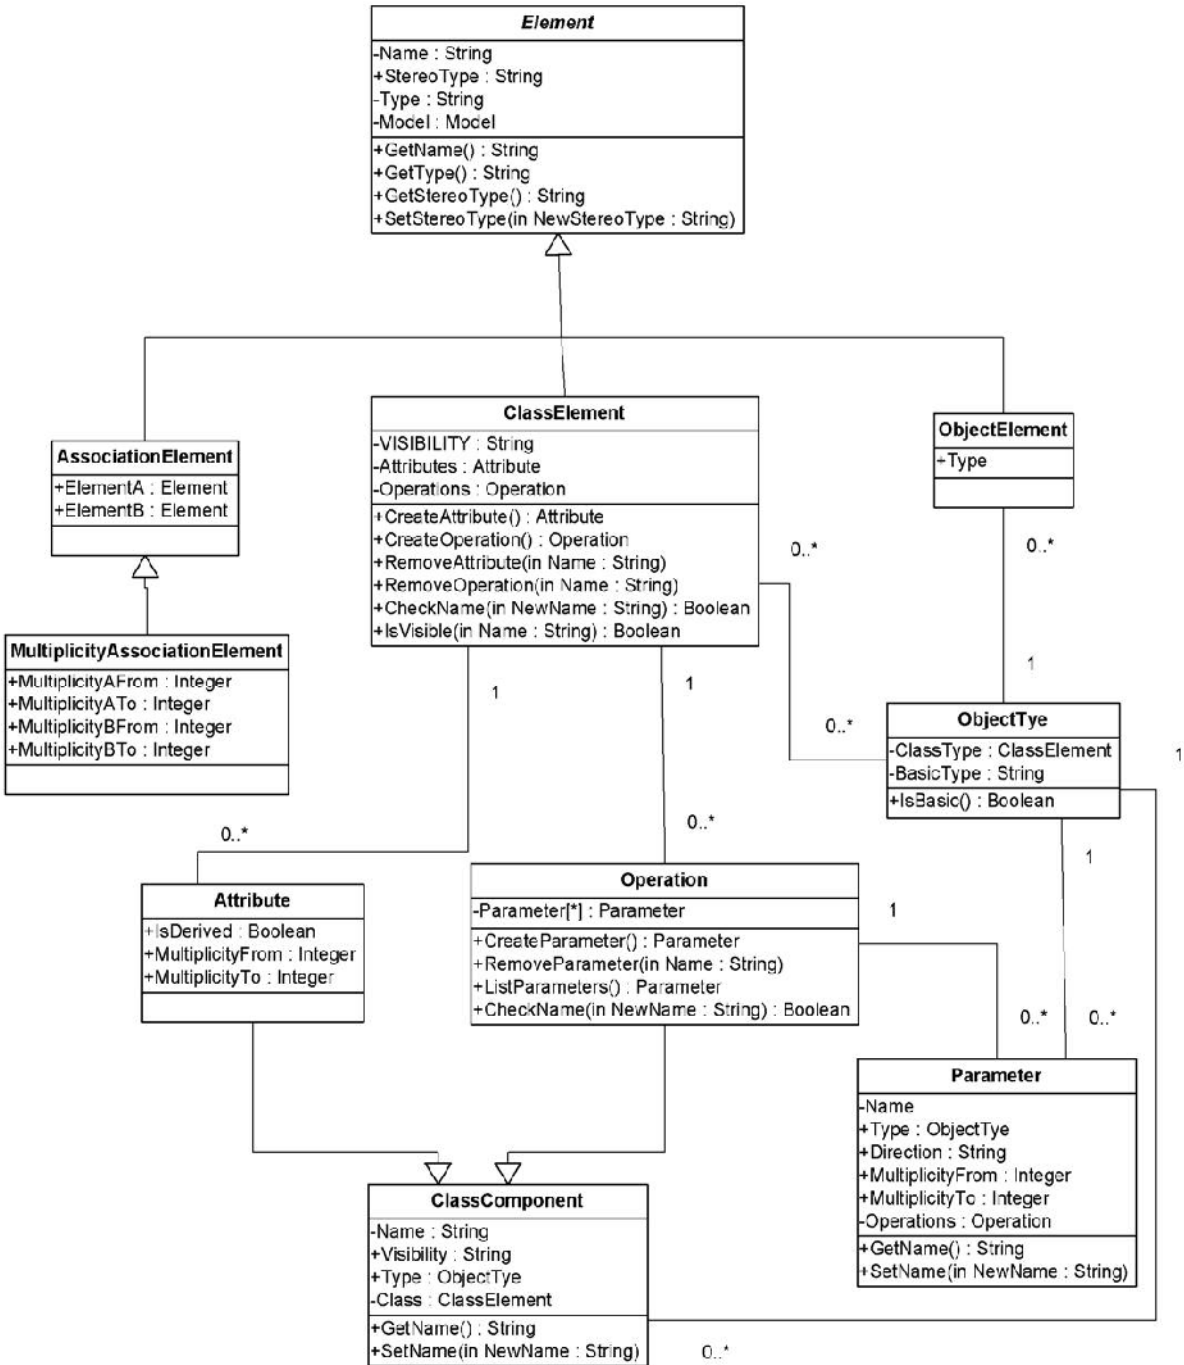 Element
-Name : String
+StereoType : String
-Type : String
-Model : Model
+GetName() : String
+GetType() : String
+GetStereoType() : String
+SetStereoType(in NewStereoType : String)
AssociationElement
+ElementA : Element
+ElementB : Element
ClassElement
-VISIBILITY : String
-Attributes : Attribute
-Operations : Operation
+CreateAttribute() : Attribute
+CreateOperation() : Operation
+RemoveAttribute(in Name : String)
+RemoveOperation(in Name : String)
+CheckName(in NewName : String) : Boolean
+IsVisible(in Name : String) : Boolean
ObjectElement
+Type
0..*
0..*
MultiplicityAssociationElement
+MultiplicityAFrom : Integer
+MultiplicityATo : Integer
+MultiplicityBFrom : Integer
+MultiplicityBTo : Integer
1
1
1
0..*
ObjectTye
-ClassType : ClassElement
-BasicType : String
+IsBasic() : Boolean
1
0..*
0..*
1
Attribute
+IsDerived : Boolean
+MultiplicityFrom : Integer
+MultiplicityTo : Integer
Operation
-Parameter[*] : Parameter
+CreateParameter() : Parameter
+RemoveParameter(in Name : String)
+ListParameters() : Parameter
+CheckName(in NewName : String) : Boolean
1
0..*
0..*
Parameter
-Name
+Type : ObjectTye
+Direction : String
+MultiplicityFrom : Integer
+MultiplicityTo : Integer
-Operations : Operation
+GetName() : String
+SetName(in NewName : String)
ClassComponent
-Name : String
+Visibility : String
+Type : ObjectTye
-Class : ClassElement
+GetName() : String
+SetName(in NewName : String)
0..*